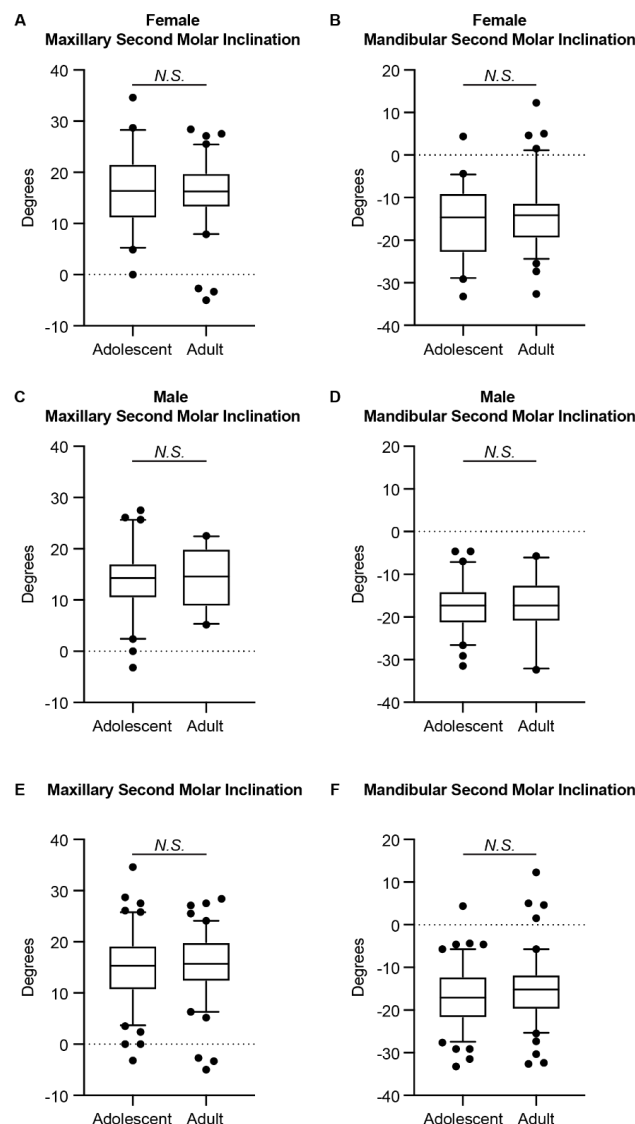 A
Female
Maxillary Second Molar Inclination
N.S.
Degrees
40
30
20
10
0
-10
Adolescent Adult
B
Female
Mandibular Second Molar Inclination
N.S.
Degrees
20
10
0
-10
-20
-30
-40
Adolescent Adult
C
Male
Maxillary Second Molar Inclination
N.S.
Degrees
40
30
20
10
0
-10
Adolescent Adult
D
Male
Mandibular Second Molar Inclination
N.S.
Degrees
20
10
0
-10
-20
-30
-40
Adolescent Adult
E Maxillary Second Molar Inclination
N.S.
Degrees
40
30
20
10
0
-10
Adolescent Adult
F Mandibular Second Molar Inclination
N.S.
Degrees
20
10
0
-10
-20
-30
-40
Adolescent Adult